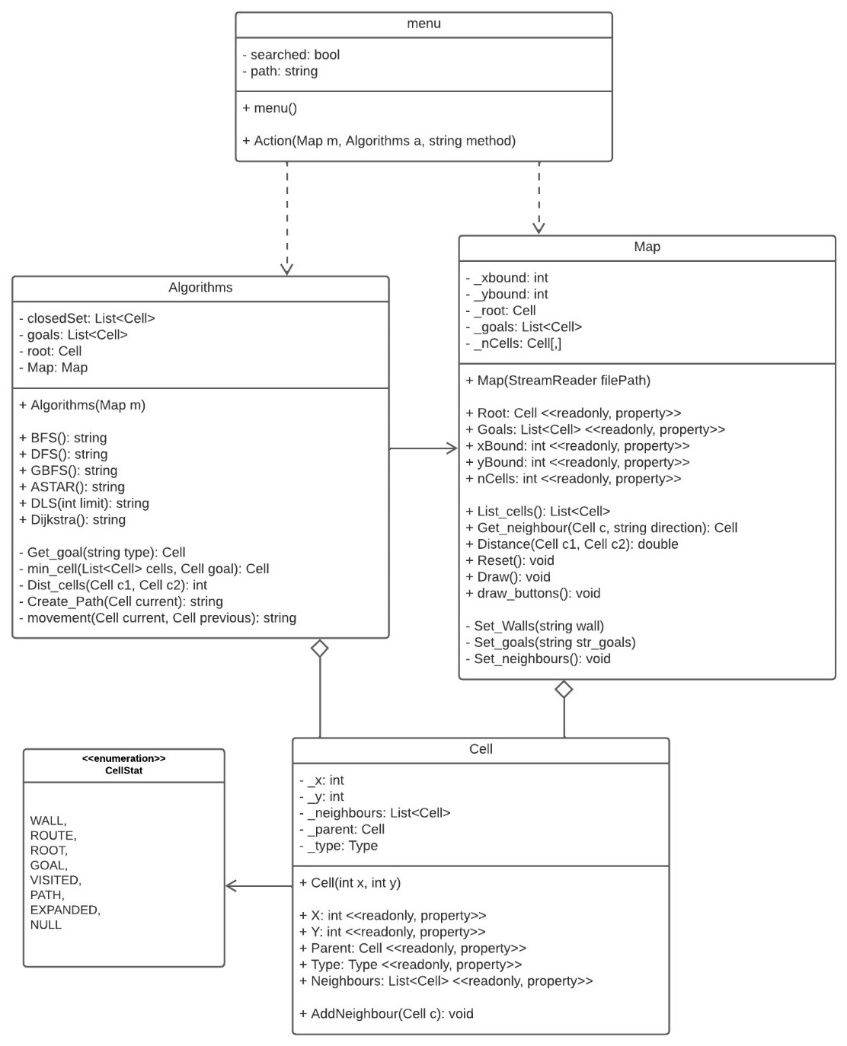 menu
- searched: bool
- path: string
+ menu()
+ Action(Map m, Algorithms a, string method)
Algorithms
- closedSet: List<Cell>
- goals: List<Cell>
- root: Cell
- Map: Map
+ Algorithms(Map m)
+ BFS(): string
+ DFS(): string
+ GBFS(): string
+ ASTAR(): string
+ DLS(int limit): string
+ Dijkstra(): string
- Get_goal(string type): Cell
- min_cell(List<Cell> cells, Cell goal): Cell
- Dist_cells(Cell c1, Cell c2): int
- Create_Path(Cell current): string
- movement(Cell current, Cell previous): string
Map
- _xbound: int
- _ybound: int
- _root: Cell
- _goals: List<Cell>
- _nCells: Cell[,]
+ Map(StreamReader filePath)
+ Root: Cell <<readonly, property>>
+ Goals: List<Cell> <<readonly, property>>
+ xBound: int <<readonly, property>>
+ yBound: int <<readonly, property>>
+ nCells: int <<readonly, property>>
+ List_cells(): List<Cell>
+ Get_neighbour(Cell c, string direction): Cell
+ Distance(Cell c1, Cell c2): double
+ Reset(): void
+ Draw(): void
+ draw_buttons(): void
- Set_Walls(string wall)
- Set_goals(string str_goals)
- Set_neighbours(): void
<<enumeration>>
CellStat
WALL,
ROUTE,
ROOT,
GOAL,
VISITED,
PATH,
EXPANDED,
NULL
Cell
- _x: int
- _y: int
- _neighbours: List<Cell>
- _parent: Cell
- _type: Type
+ Cell(int x, int y)
+ X: int <<readonly, property>>
+ Y: int <<readonly, property>>
+ Parent: Cell <<readonly, property>>
+ Type: Type <<readonly, property>>
+ Neighbours: List<Cell> <<readonly, property>>
+ AddNeighbour(Cell c): void